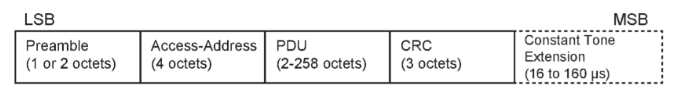 LSB MSB
Preamble
(1 or 2 octets)
Access-Address
(4 octets)
PDU
(2-258 octets)
CRC
(3 octets)
Constant Tone
Extension
(16 to 160 µs)